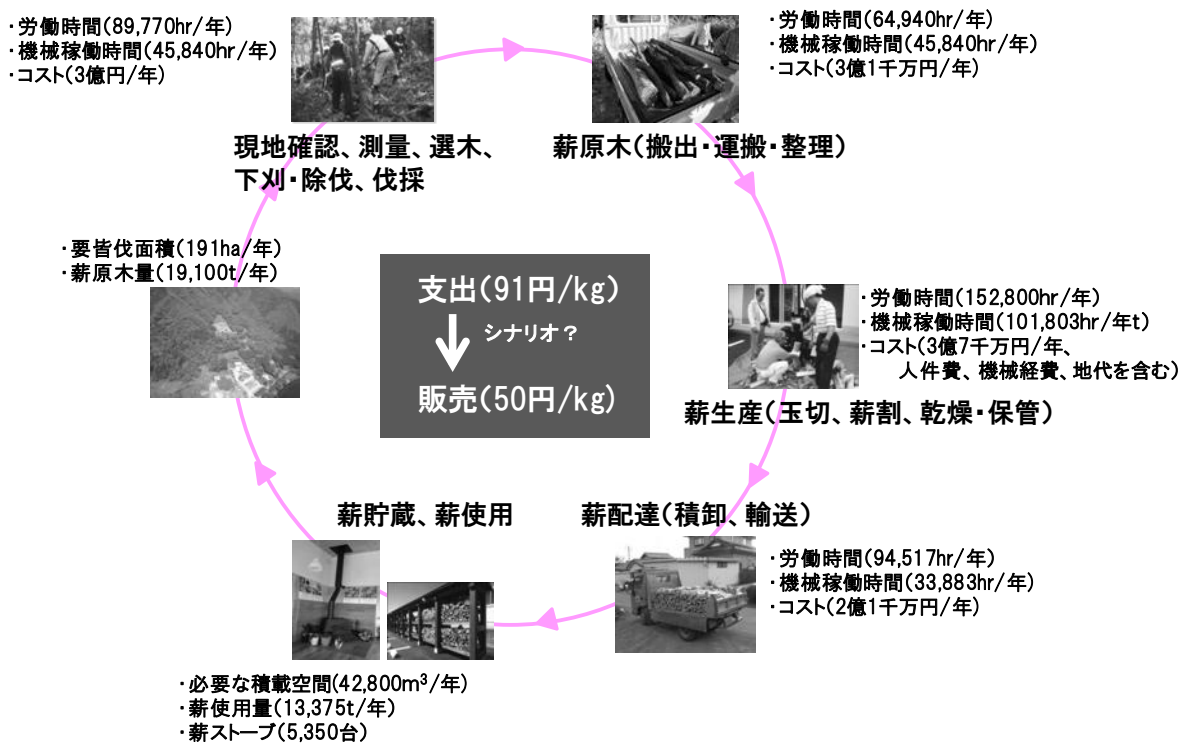 ・労働時間(89,770hr/年)
・機械稼働時間(45,840hr/年)
・コスト(3億円/年)
現地確認、測量、選木、
下刈・除伐、伐採
・労働時間(64,940hr/年)
・機械稼働時間(45,840hr/年)
・コスト(3億1千万円/年)
薪原木(搬出・運搬・整理)
・要皆伐面積(191ha/年)
・薪原木量(19,100t/年)
支出(91円/kg)
シナリオ?
販売(50円/kg)
・労働時間(152,800hr/年)
・機械稼働時間(101,803hr/年t)
・コスト(3億7千万円/年、
人件費、機械経費、地代を含む)
薪生産(玉切、薪割、乾燥・保管)
薪貯蔵、薪使用
薪配達(積卸、輸送)
・労働時間(94,517hr/年)
・機械稼働時間(33,883hr/年)
・コスト(2億1千万円/年)
・必要な積載空間(42,800m³/年)
・薪使用量(13,375t/年)
・薪ストーブ(5,350台)